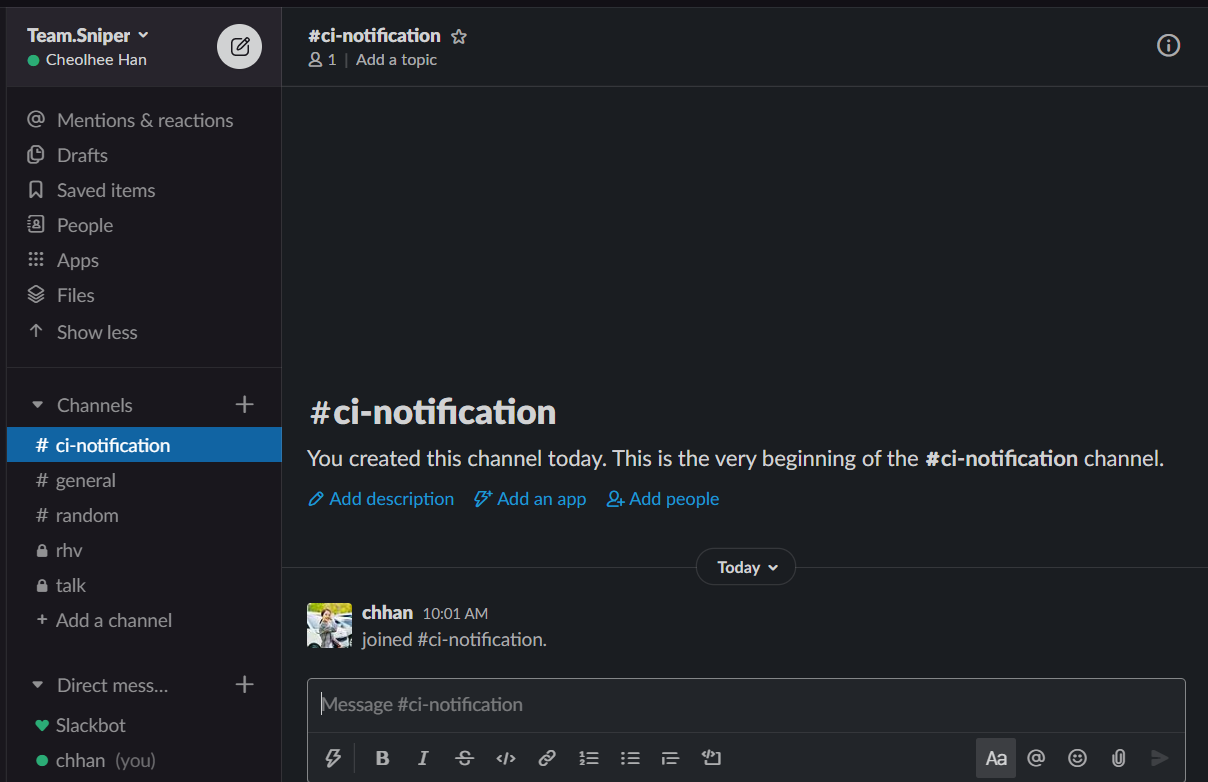 Team.Sniper
Cheolhee Han
Mentions & reactions
Drafts
Saved items
People
Apps
Files
Show less
Channels
# ci-notification
# general
# random
rhv
talk
+ Add a channel
Direct mess...
Slackbot
chhan (you)
#ci-notification
1 | Add a topic
#ci-notification
You created this channel today. This is the very beginning of the #ci-notification channel.
Add description Add an app Add people
Today
chhan 10:01 AM
joined #ci-notification.
Message #ci-notification
B I S </> Aa @